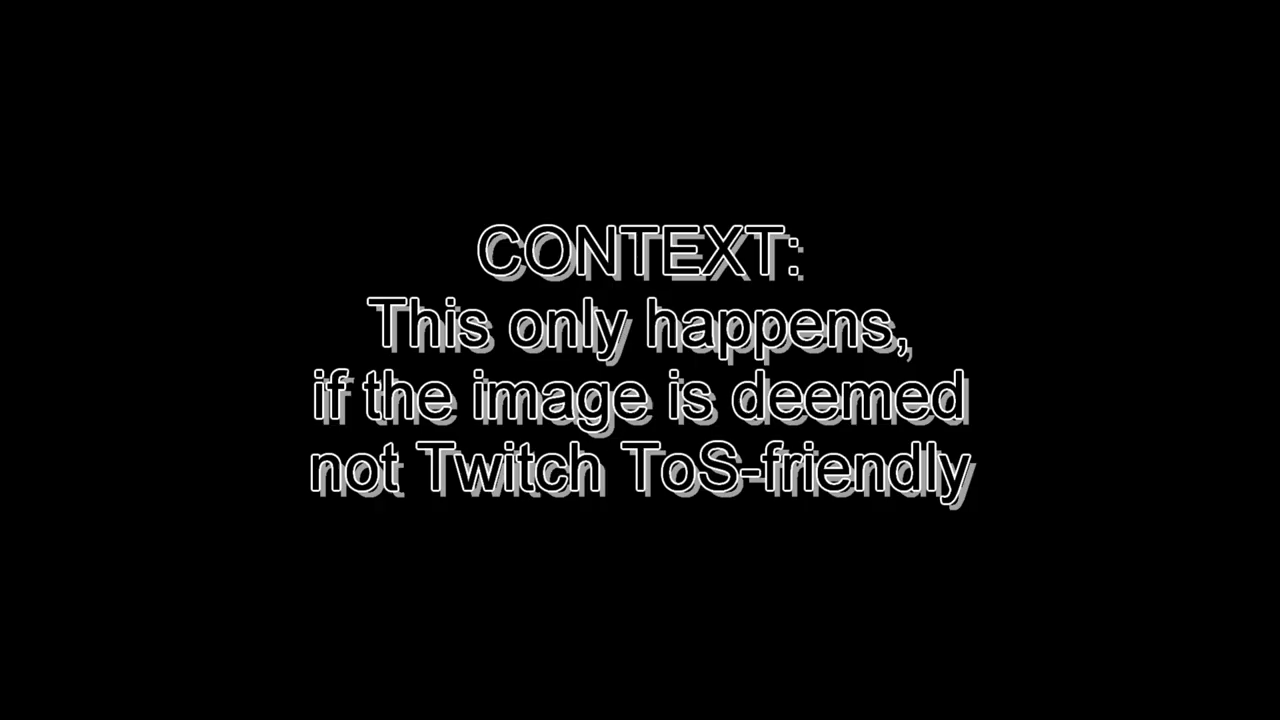 CONTEXT:
This only happens,
if the image is deemed
not Twitch ToS-friendly